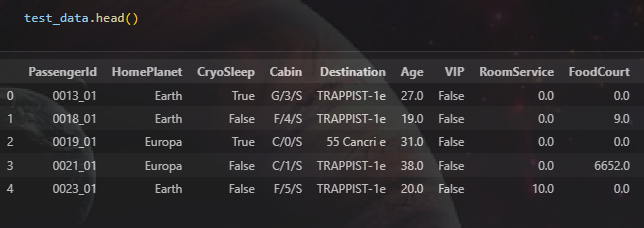 test_data.head()
PassengerId HomePlanet CryoSleep Cabin Destination Age VIP RoomService FoodCourt
0 0013_01 Earth True G/3/S TRAPPIST-1e 27.0 False 0.0 0.0
1 0018_01 Earth False F/4/S TRAPPIST-1e 19.0 False 0.0 9.0
2 0019_01 Europa True C/0/S 55 Cancri e 31.0 False 0.0 0.0
3 0021_01 Europa False C/1/S TRAPPIST-1e 38.0 False 0.0 6652.0
4 0023_01 Earth False F/5/S TRAPPIST-1e 20.0 False 10.0 0.0